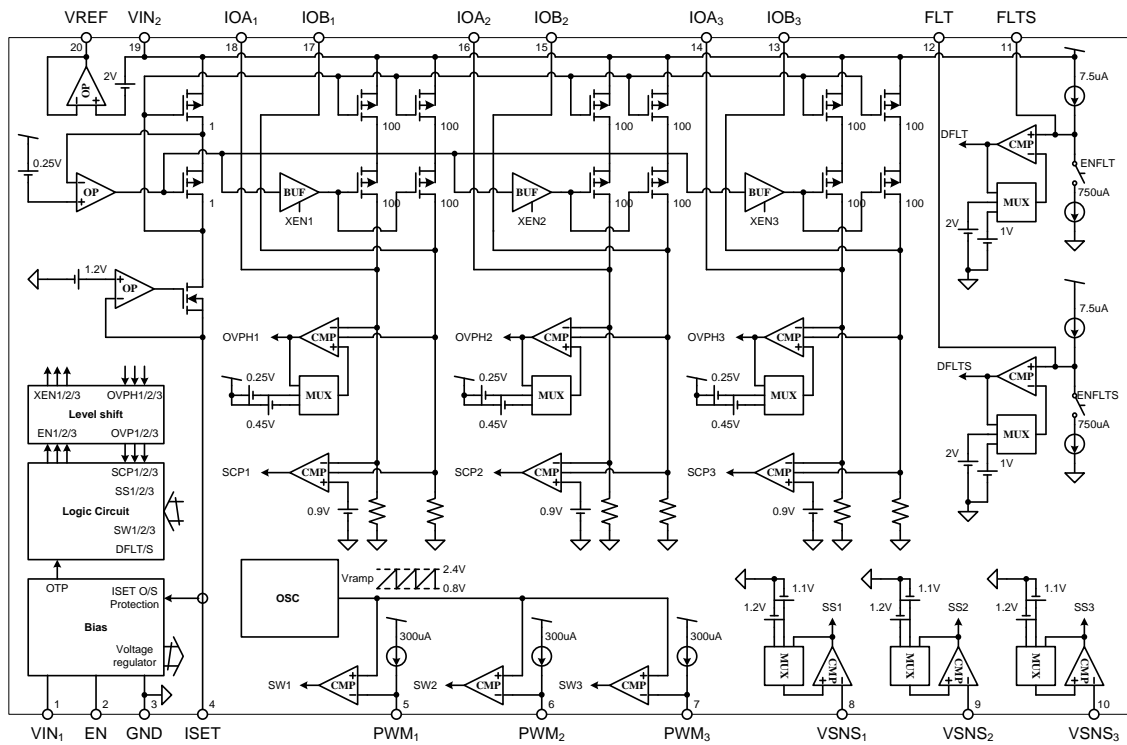 VREF VIN2 IOA1 IOB1 IOA2 IOB2 IOA3 IOB3 FLT FLTS
20 19 18 17 16 15 14 13 12 11
OP 2V 7.5uA
1 100 100 100 100 100 100
DFLT CMP
0.25V ENFLT
OP BUF BUF BUF MUX 750uA
1 XEN1 100 100 XEN2 100 100 XEN3 100 100
2V 1V
1.2V
OP
7.5uA
OVPH1 CMP OVPH2 CMP OVPH3 CMP
DFLTS CMP
XEN1/2/3 OVPH1/2/3
0.25V MUX 0.25V MUX 0.25V MUX
ENFLTS
Level shift
0.45V 0.45V 0.45V
EN1/2/3 OVP1/2/3
MUX 750uA
2V 1V
SCP1/2/3
SCP1 CMP SCP2 CMP SCP3 CMP
SS1/2/3
Logic Circuit
0.9V 0.9V 0.9V
SW1/2/3
DFLT/S
OTP
OSC Vramp 2.4V
0.8V
ISET O/S
Protection
Bias
Voltage
regulator
1.1V 1.1V 1.1V
1.2V SS1 1.2V SS2 1.2V SS3
300uA 300uA 300uA
MUX CMP MUX CMP MUX CMP
SW1 CMP SW2 CMP SW3 CMP
1 2 3 4 5 6 7 8 9 10
VIN1 EN GND ISET PWM1 PWM2 PWM3 VSNS1 VSNS2 VSNS3